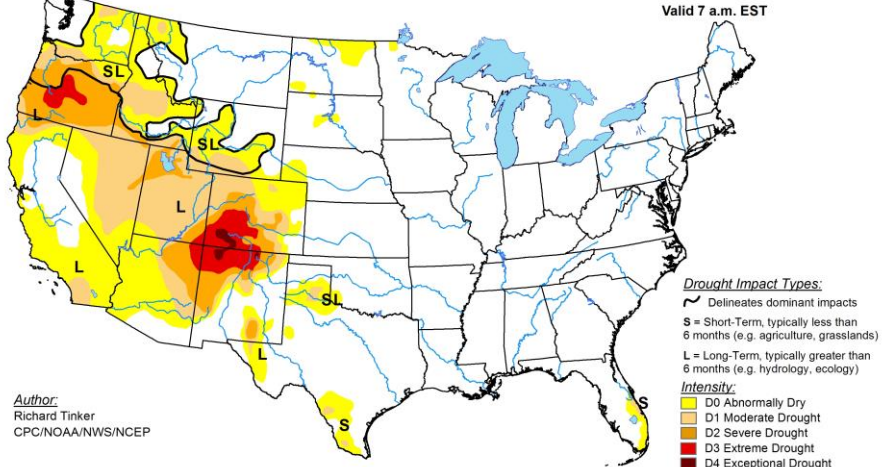 Valid 7 a.m. EST
SL
L
SL
L
L
SL
L
S
S
Drought Impact Types:
Delineates dominant impacts
S = Short-Term, typically less than
6 months (e.g. agriculture, grasslands)
L = Long-Term, typically greater than
6 months (e.g. hydrology, ecology)
Intensity:
D0 Abnormally Dry
D1 Moderate Drought
D2 Severe Drought
D3 Extreme Drought
D4 Exceptional Drought
Author:
Richard Tinker
CPC/NOAA/NWS/NCEP